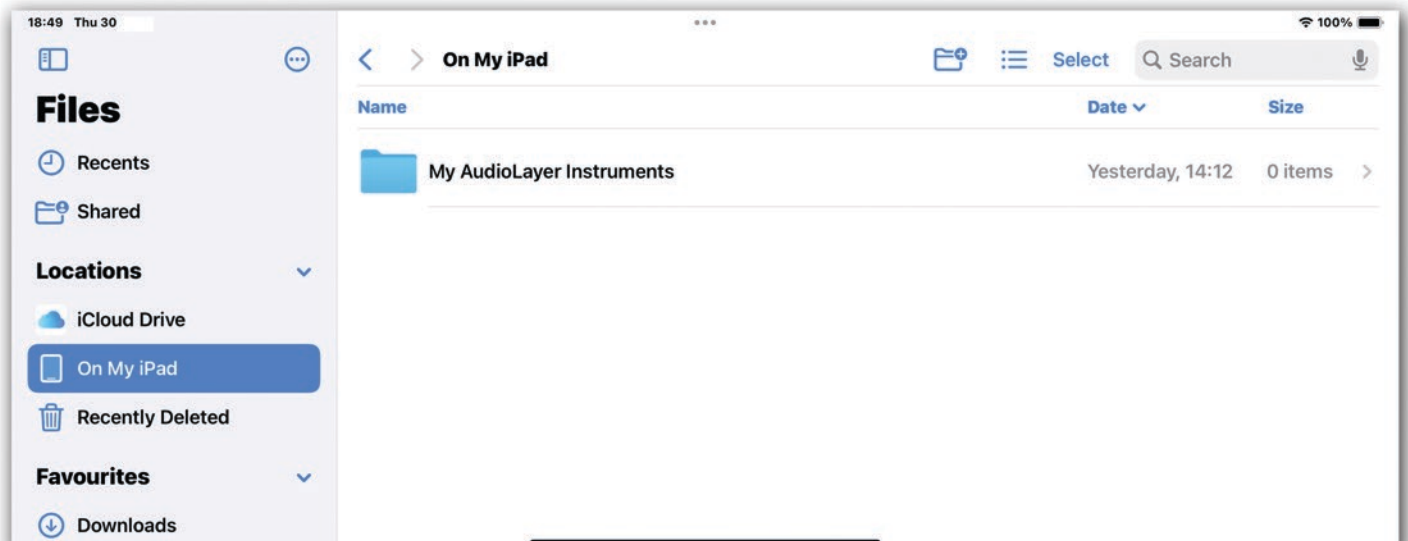 18:49 Thu 30
100%
Files
Recents
Shared
Locations
iCloud Drive
On My iPad
Recently Deleted
Favourites
Downloads
On My iPad
Select
Search
Name
Date
Size
My AudioLayer Instruments
Yesterday, 14:12
0 items